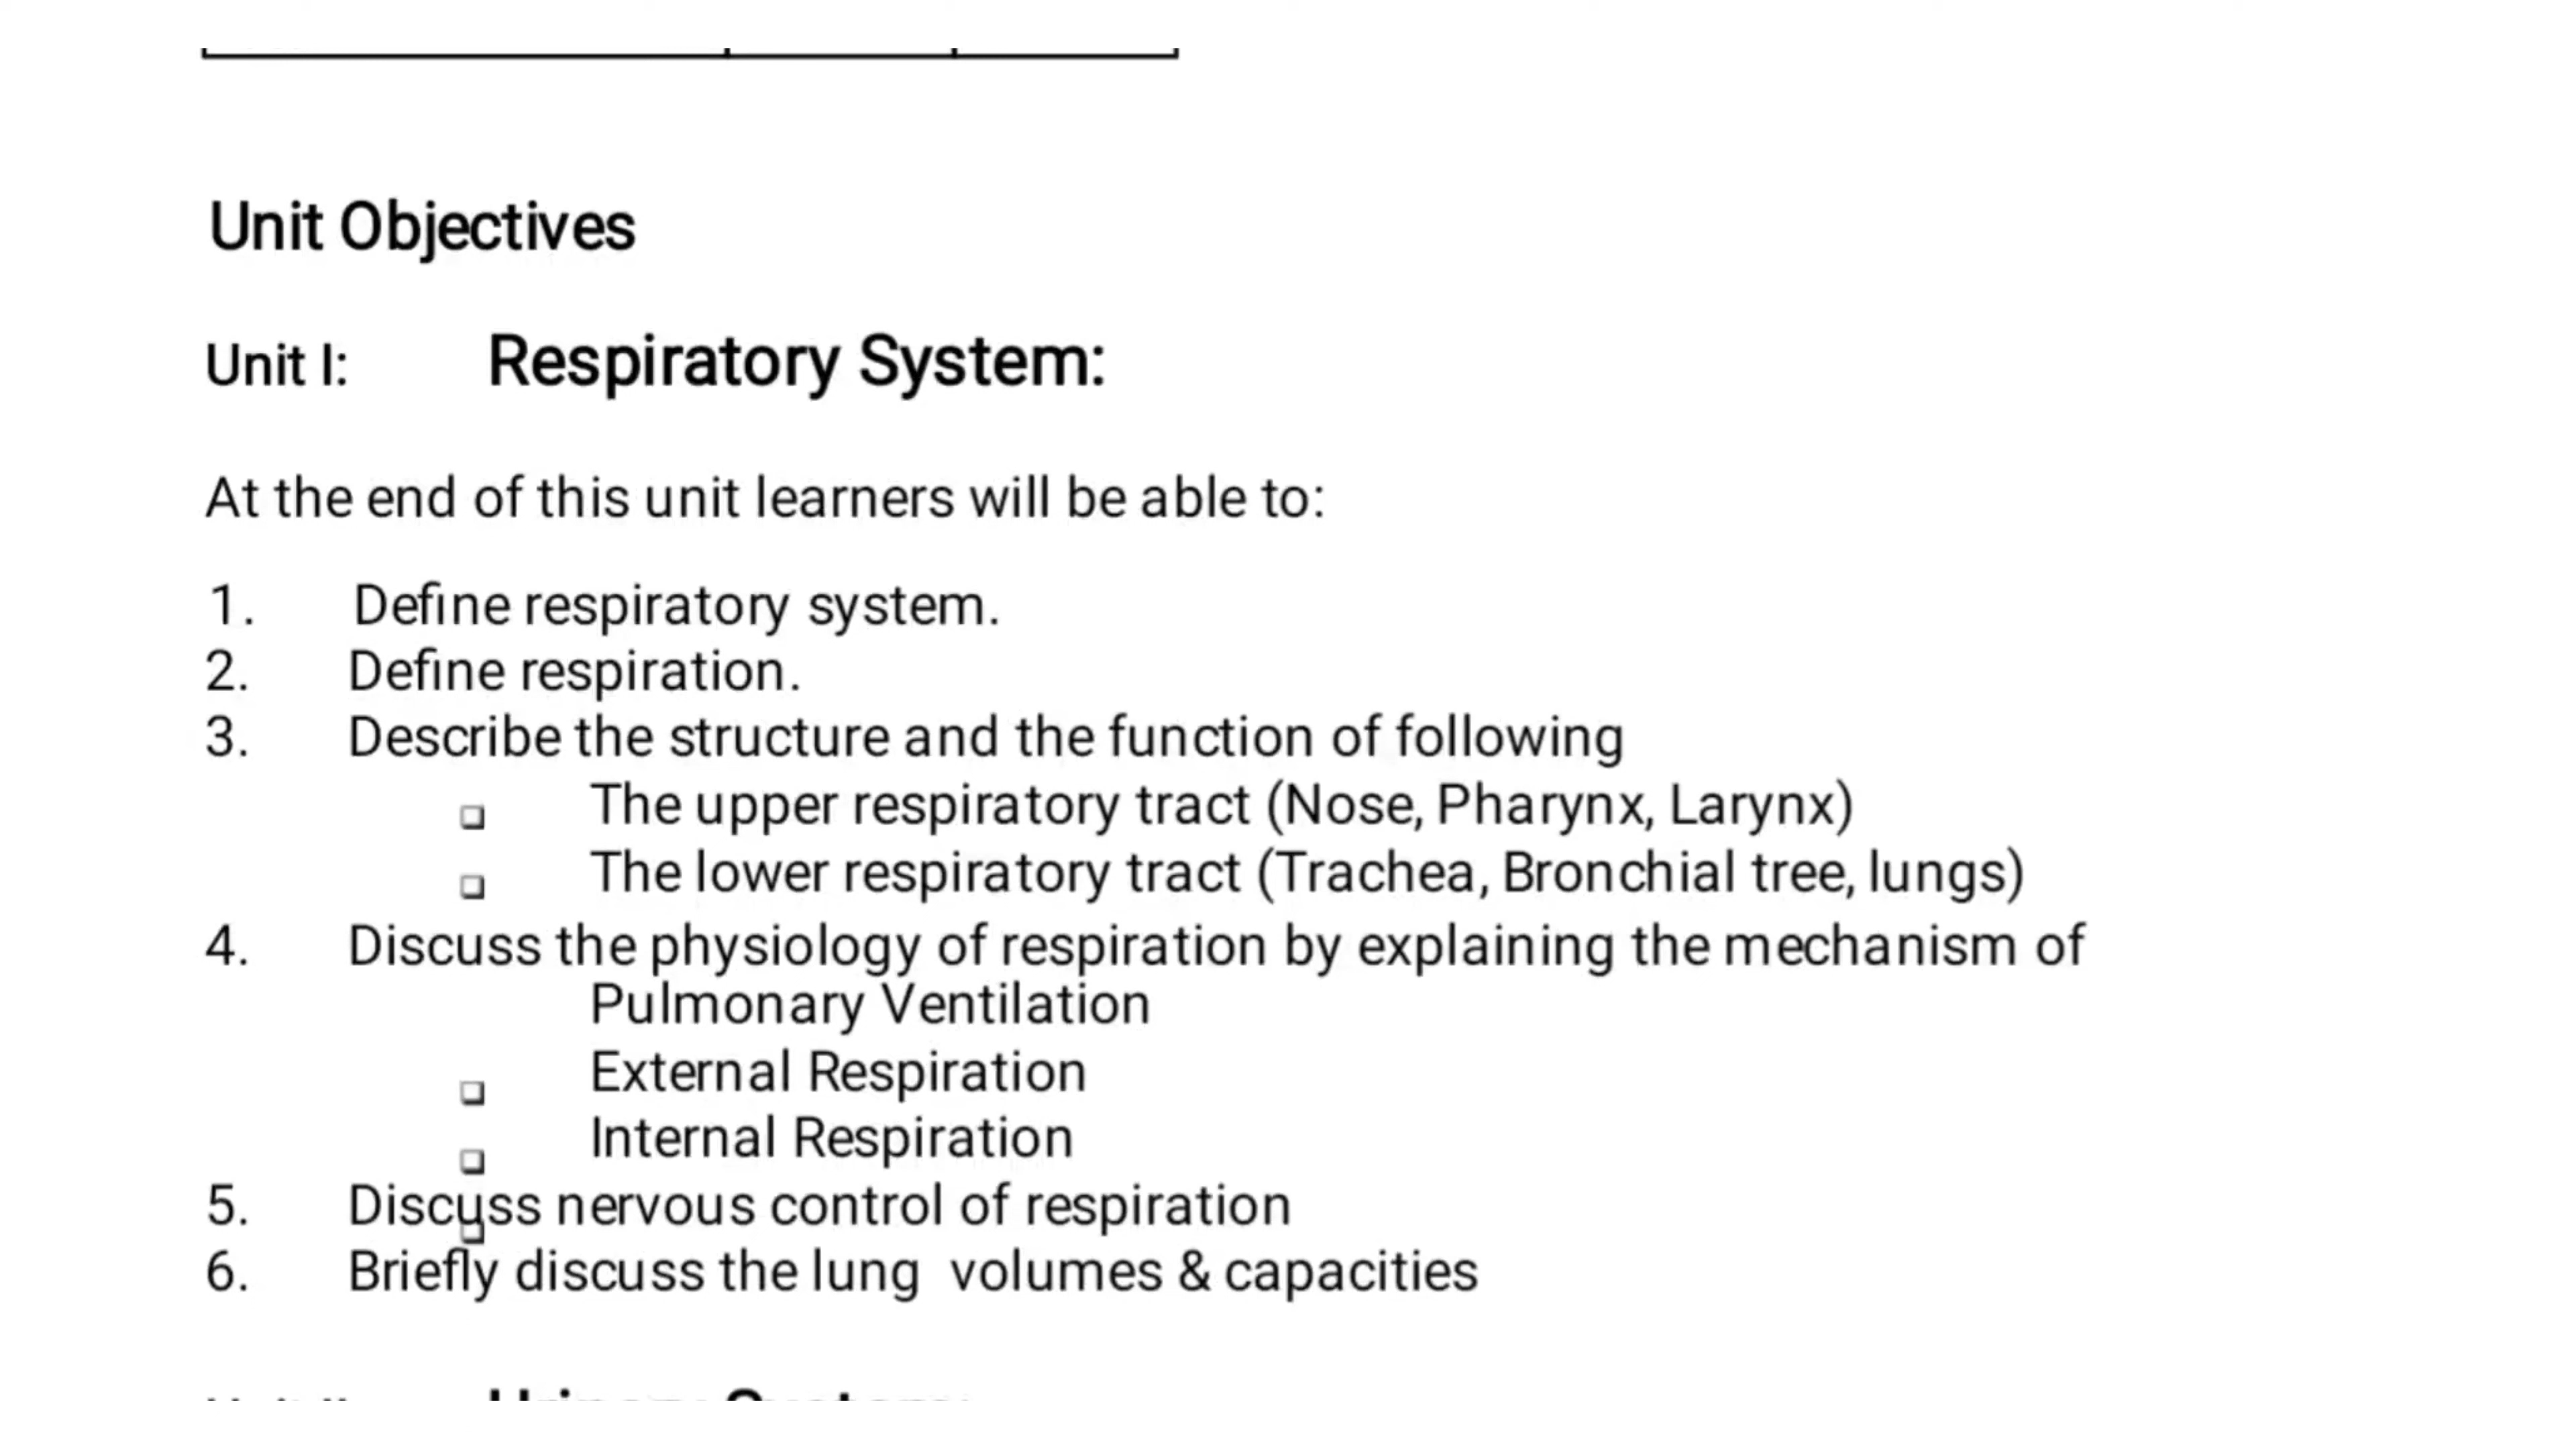 Unit Objectives
Unit I: Respiratory System:
At the end of this unit learners will be able to:
1. Define respiratory system.
2. Define respiration.
3. Describe the structure and the function of following
❑ The upper respiratory tract (Nose, Pharynx, Larynx)
❑ The lower respiratory tract (Trachea, Bronchial tree, lungs)
4. Discuss the physiology of respiration by explaining the mechanism of
Pulmonary Ventilation
❑ External Respiration
❑ Internal Respiration
5. Discuss nervous control of respiration
6. Briefly discuss the lung volumes & capacities